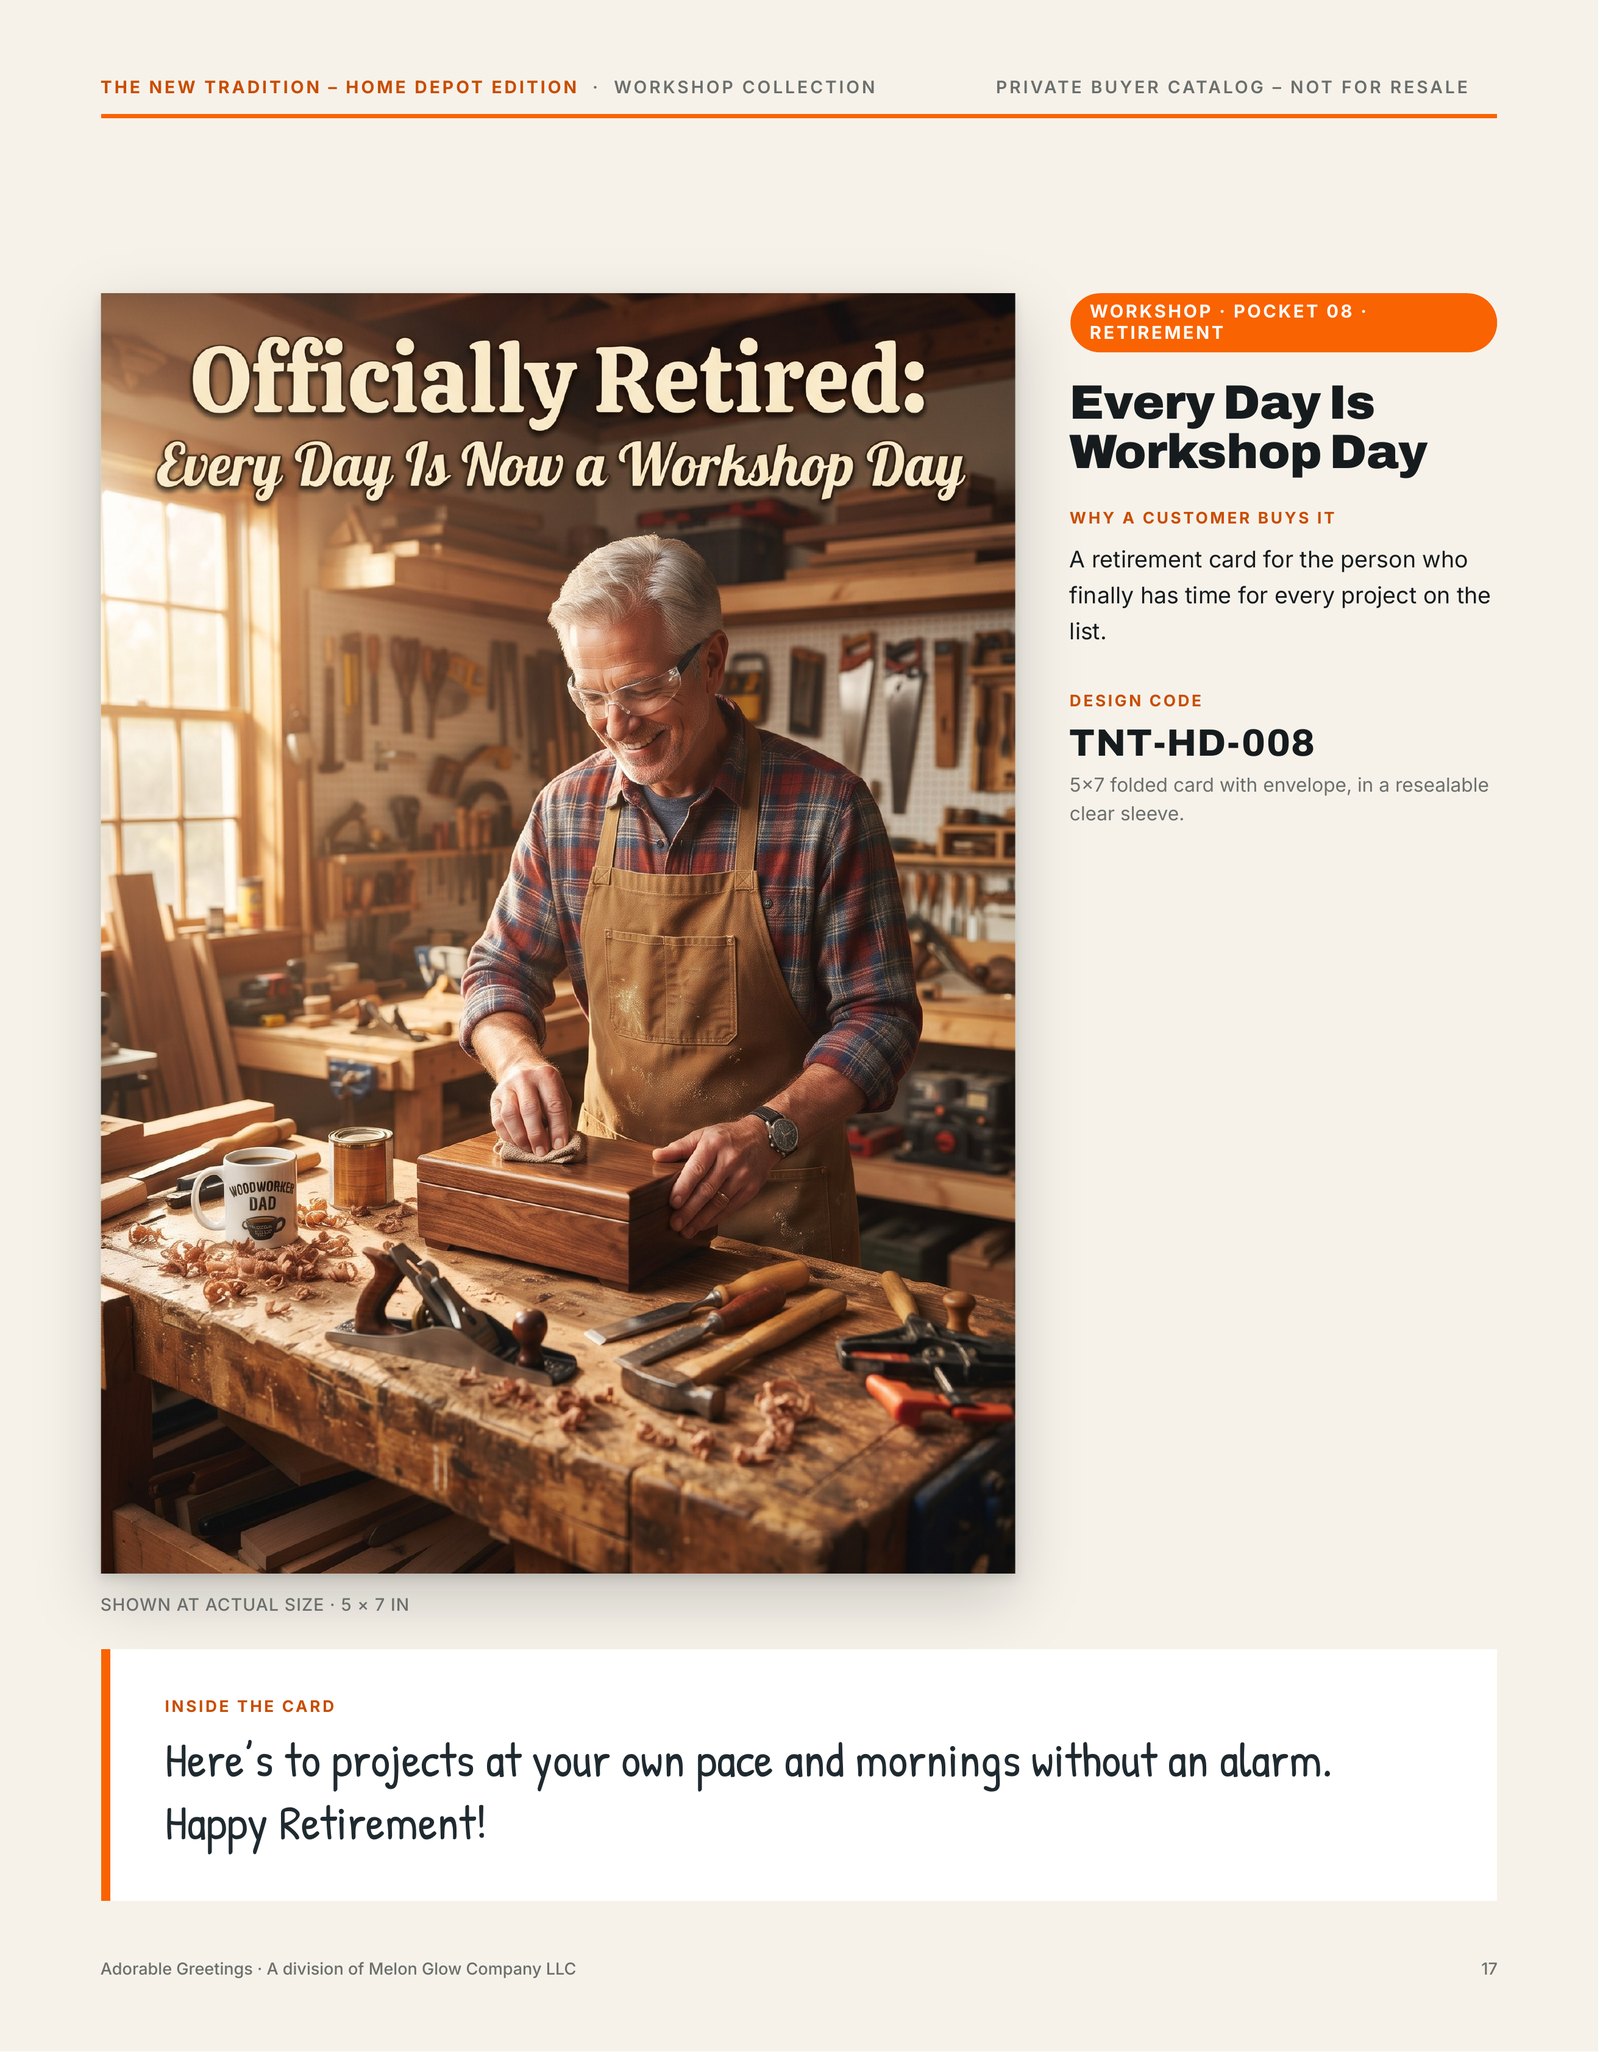 THE NEW TRADITION – HOME DEPOT EDITION · WORKSHOP COLLECTION
PRIVATE BUYER CATALOG – NOT FOR RESALE
Officially Retired:
Every Day Is Now a Workshop Day
WOODWORKER
DAD
SHOWN AT ACTUAL SIZE · 5 × 7 IN
WORKSHOP · POCKET 08 ·
RETIREMENT
Every Day Is
Workshop Day
WHY A CUSTOMER BUYS IT
A retirement card for the person who
finally has time for every project on the
list.
DESIGN CODE
TNT-HD-008
5×7 folded card with envelope, in a resealable
clear sleeve.
INSIDE THE CARD
Here's to projects at your own pace and mornings without an alarm.
Happy Retirement!
Adorable Greetings · A division of Melon Glow Company LLC
17